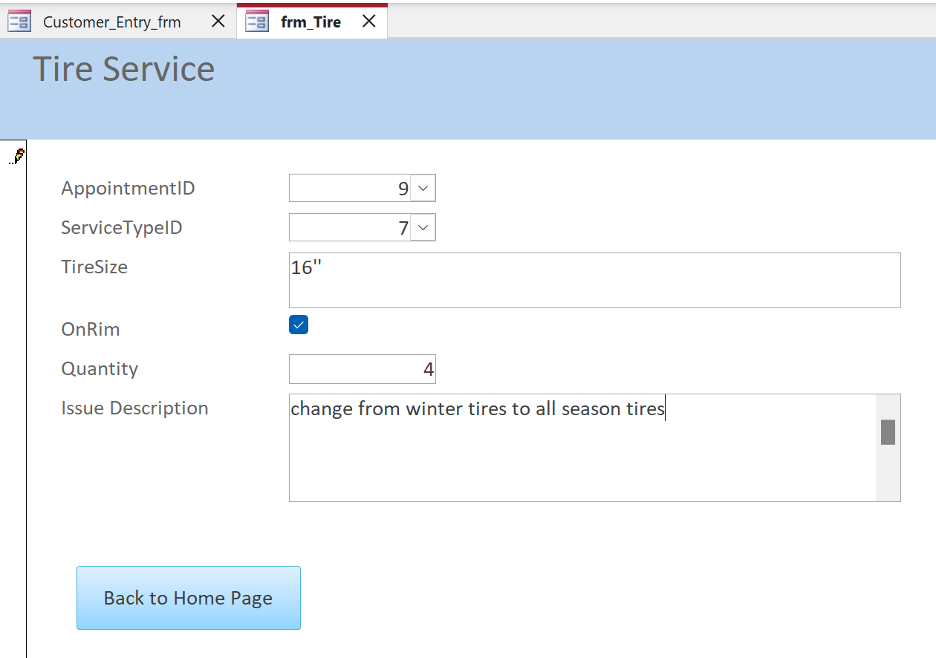 Customer_Entry_frm
frm_Tire
Tire Service
AppointmentID 9
ServiceTypeID 7
TireSize 16"
OnRim
Quantity 4
Issue Description change from winter tires to all season tires
Back to Home Page